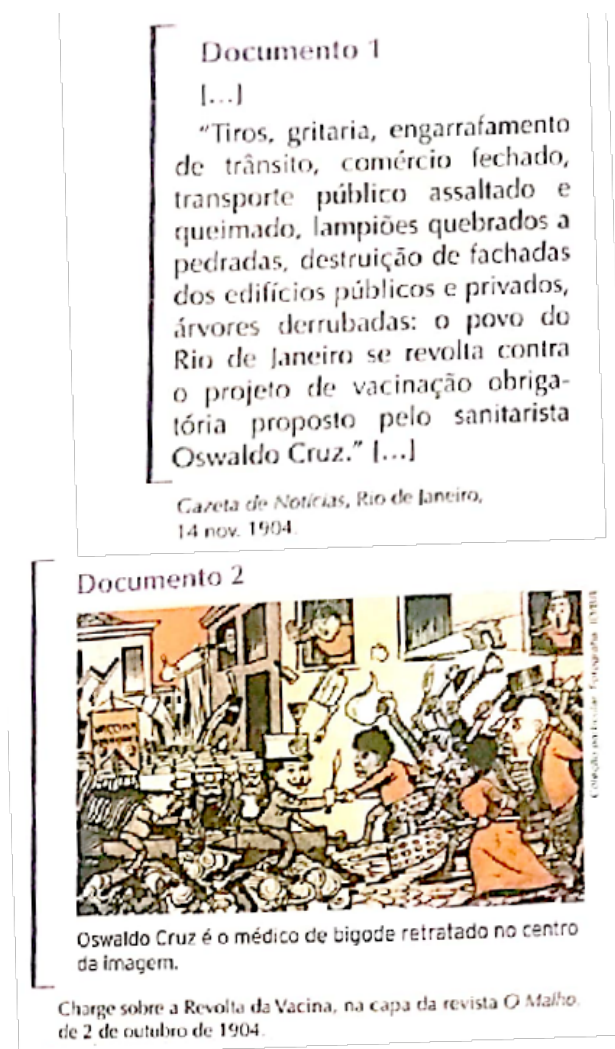 Documento 1
[...]
"Tiros, gritaria, engarrafamento
de trânsito, comércio fechado,
transporte público assaltado e
queimado, lampiões quebrados a
pedradas, destruição de fachadas
dos edifícios públicos e privados,
árvores derrubadas: o povo do
Rio de Janeiro se revolta contra
o projeto de vacinação obriga-
tória proposto pelo sanitarista
Oswaldo Cruz." [...]
Gazeta de Notícias, Rio de Janeiro,
14 nov. 1904.
Documento 2
Coleção particular. Fotografia:
Oswaldo Cruz é o médico de bigode retratado no centro
da imagem.
Charge sobre a Revolta da Vacina, na capa da revista O Malho,
de 2 de outubro de 1904.